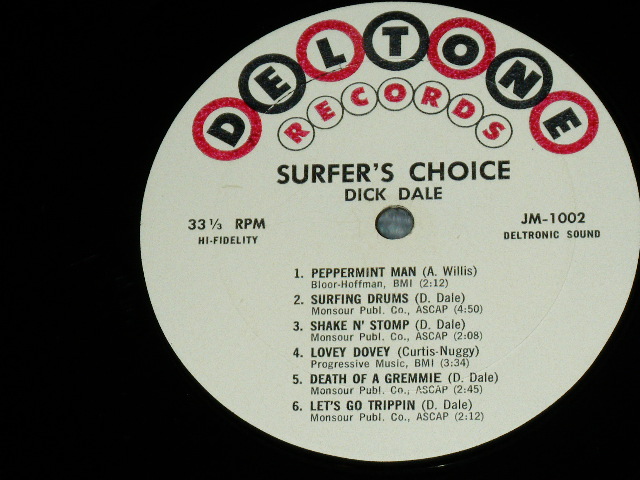 DELTONE
RECORDS
SURFER'S CHOICE
DICK DALE
33 1/3 RPM
HI-FIDELITY
JM-1002
DELTRONIC SOUND
1. PEPPERMINT MAN (A. Willis)
Bloor-Hoffman, BMI (2:12)
2. SURFING DRUMS (D. Dale)
Monsour Publ. Co., ASCAP (4:50)
3. SHAKE N' STOMP (D. Dale)
Monsour Publ. Co., ASCAP (2:08)
4. LOVEY DOVEY (Curtis-Nuggy)
Progressive Music, BMI (3:34)
5. DEATH OF A GREMMIE (D. Dale)
Monsour Publ. Co., ASCAP (2:45)
6. LET'S GO TRIPPIN (D. Dale)
Monsour Publ. Co., ASCAP (2:12)